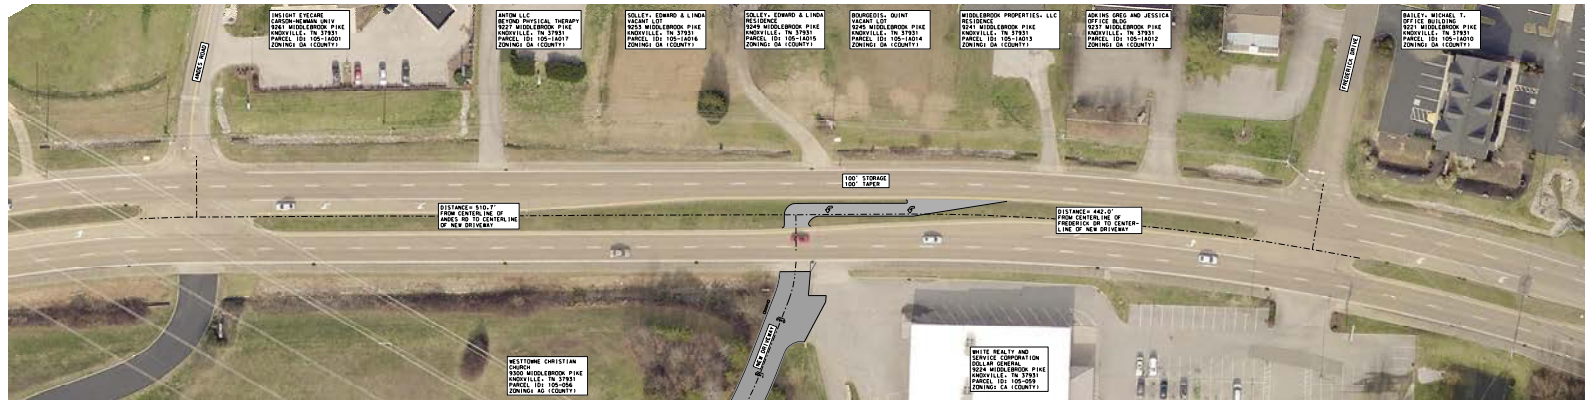 INSIGHT EYECARE
CARSON-NEWMAN UNIV
9261 MIDDLEBROOK PIKE
KNOXVILLE, TN 37931
PARCEL ID: 105-IA001
ZONING: OA (COUNTY)
ANTOM LLC
BEYOND PHYSICAL THERAPY
9227 MIDDLEBROOK PIKE
KNOXVILLE, TN 37931
PARCEL ID: 105-IA017
ZONING: OA (COUNTY)
SOLLEY, EDWARD & LINDA
VACANT LOT
9253 MIDDLEBROOK PIKE
KNOXVILLE, TN 37931
PARCEL ID: 105-IA016
ZONING: OA (COUNTY)
SOLLEY, EDWARD & LINDA
RESIDENCE
9249 MIDDLEBROOK PIKE
KNOXVILLE, TN 37931
PARCEL ID: 105-IA015
ZONING: OA (COUNTY)
BOURGEOIS, QUINT
VACANT LOT
9245 MIDDLEBROOK PIKE
KNOXVILLE, TN 37931
PARCEL ID: 105-IA014
ZONING: OA (COUNTY)
MIDDLEBROOK PROPERTIES, LLC
RESIDENCE
9241 MIDDLEBROOK PIKE
KNOXVILLE, TN 37931
PARCEL ID: 105-IA013
ZONING: OA (COUNTY)
ADKINS GREG AND JESSICA
OFFICE BLDG
9237 MIDDLEBROOK PIKE
KNOXVILLE, TN 37931
PARCEL ID: 105-IA012
ZONING: OA (COUNTY)
BAILEY, MICHAEL T.
OFFICE BUILDING
9221 MIDDLEBROOK PIKE
KNOXVILLE, TN 37931
PARCEL ID: 105-IA010
ZONING: OA (COUNTY)
ANDES ROAD
FREDERICK DRIVE
100' STORAGE
100' TAPER
DISTANCE= 510.7'
FROM CENTERLINE OF
ANDES RD TO CENTERLINE
OF NEW DRIVEWAY
DISTANCE= 442.0'
FROM CENTERLINE OF
FREDERICK DR TO CENTER-
LINE OF NEW DRIVEWAY
NEW DRIVEWAY
WESTTOWNE CHRISTIAN
CHURCH
9300 MIDDLEBROOK PIKE
KNOXVILLE, TN 37931
PARCEL ID: 105-056
ZONING: AG (COUNTY)
WHITE REALTY AND
SERVICE CORPORATION
DOLLAR GENERAL
9224 MIDDLEBROOK PIKE
KNOXVILLE, TN 37931
PARCEL ID: 105-059
ZONING: CA (COUNTY)